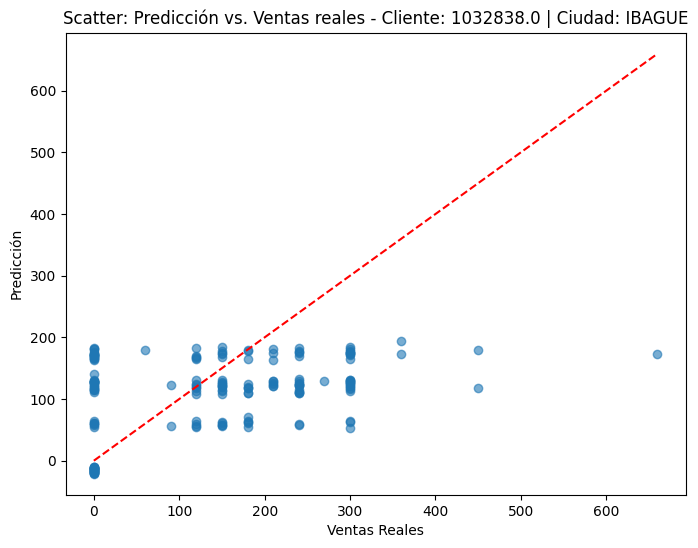 Scatter: Predicción vs. Ventas reales - Cliente: 1032838.0 | Ciudad: IBAGUE
600
500
400
300
200
100
0
Predicción
0 100 200 300 400 500 600
Ventas Reales